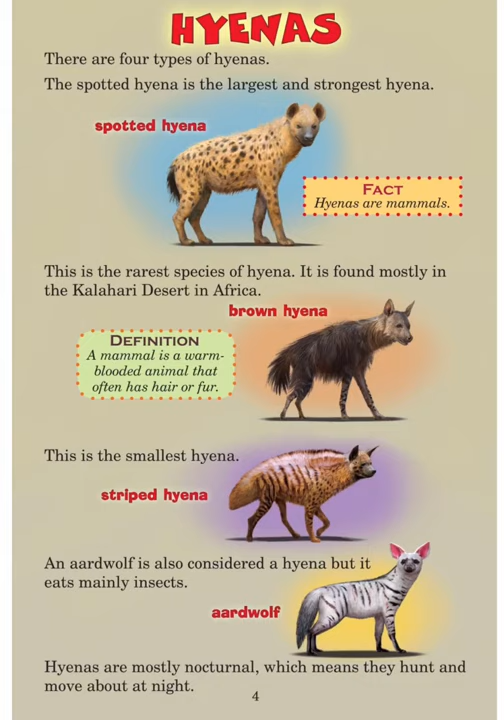 HYENAS
There are four types of hyenas.
The spotted hyena is the largest and strongest hyena.
spotted hyena
FACT
Hyenas are mammals.
This is the rarest species of hyena. It is found mostly in
the Kalahari Desert in Africa.
brown hyena
DEFINITION
A mammal is a warm-
blooded animal that
often has hair or fur.
This is the smallest hyena.
striped hyena
An aardwolf is also considered a hyena but it
eats mainly insects.
aardwolf
Hyenas are mostly nocturnal, which means they hunt and
move about at night.
4